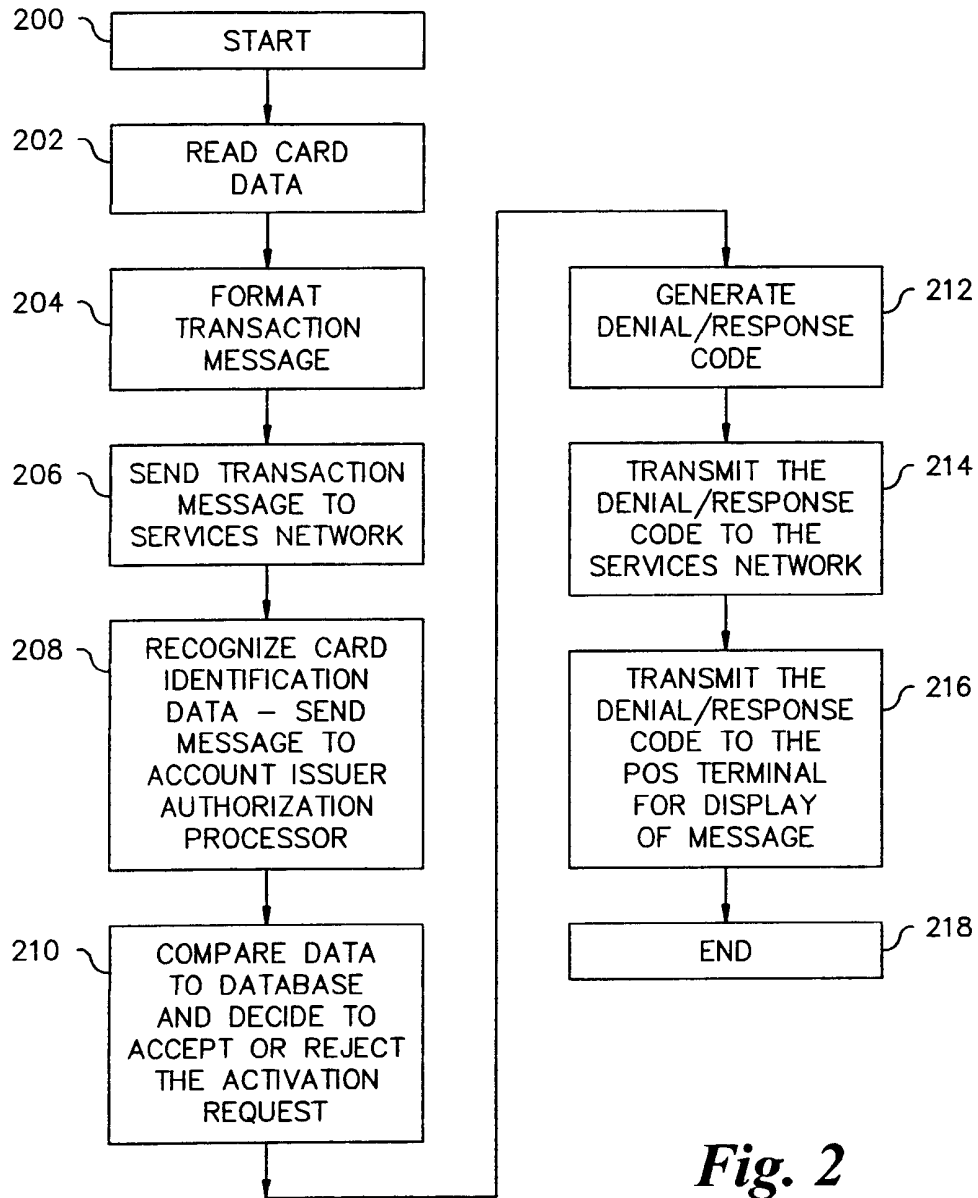 200
START
202
READ CARD
DATA
204
FORMAT
TRANSACTION
MESSAGE
206
SEND TRANSACTION
MESSAGE TO
SERVICES NETWORK
208
RECOGNIZE CARD
IDENTIFICATION
DATA – SEND
MESSAGE TO
ACCOUNT ISSUER
AUTHORIZATION
PROCESSOR
210
COMPARE DATA
TO DATABASE
AND DECIDE TO
ACCEPT OR REJECT
THE ACTIVATION
REQUEST
GENERATE
DENIAL/RESPONSE
CODE
212
TRANSMIT THE
DENIAL/RESPONSE
CODE TO THE
SERVICES NETWORK
214
TRANSMIT THE
DENIAL/RESPONSE
CODE TO THE
POS TERMINAL
FOR DISPLAY
OF MESSAGE
216
END
218
Fig. 2